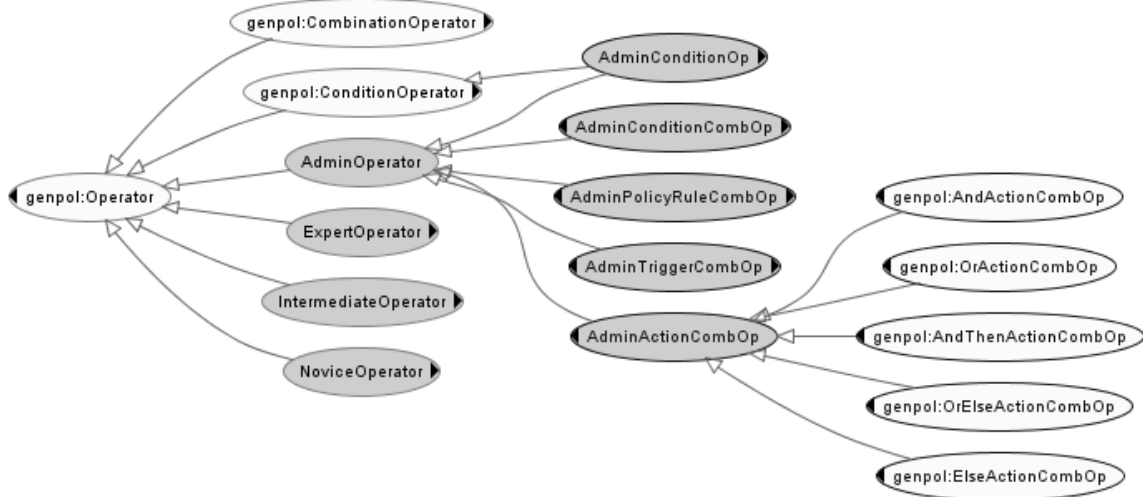 genpol:CombinationOperator
genpol:ConditionOperator
AdminOperator
genpol:Operator
ExpertOperator
IntermediateOperator
NoviceOperator
AdminConditionOp
AdminConditionCombOp
AdminPolicyRuleCombOp
AdminTriggerCombOp
AdminActionCombOp
genpol:AndActionCombOp
genpol:OrActionCombOp
genpol:AndThenActionCombOp
genpol:OrElseActionCombOp
genpol:ElseActionCombOp